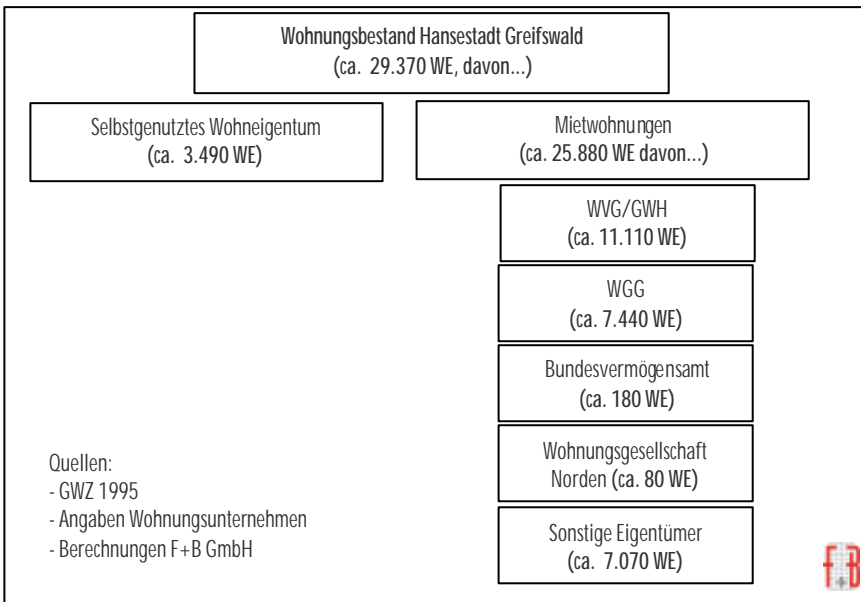 Wohnungsbestand Hansestadt Greifswald
(ca. 29.370 WE, davon...)
Selbstgenutztes Wohneigentum
(ca. 3.490 WE)
Mietwohnungen
(ca. 25.880 WE davon...)
WVG/GWH
(ca. 11.110 WE)
WGG
(ca. 7.440 WE)
Bundesvermögensamt
(ca. 180 WE)
Wohnungsgesellschaft
Norden (ca. 80 WE)
Sonstige Eigentümer
(ca. 7.070 WE)
Quellen:
- GWZ 1995
- Angaben Wohnungsunternehmen
- Berechnungen F+B GmbH
f+B